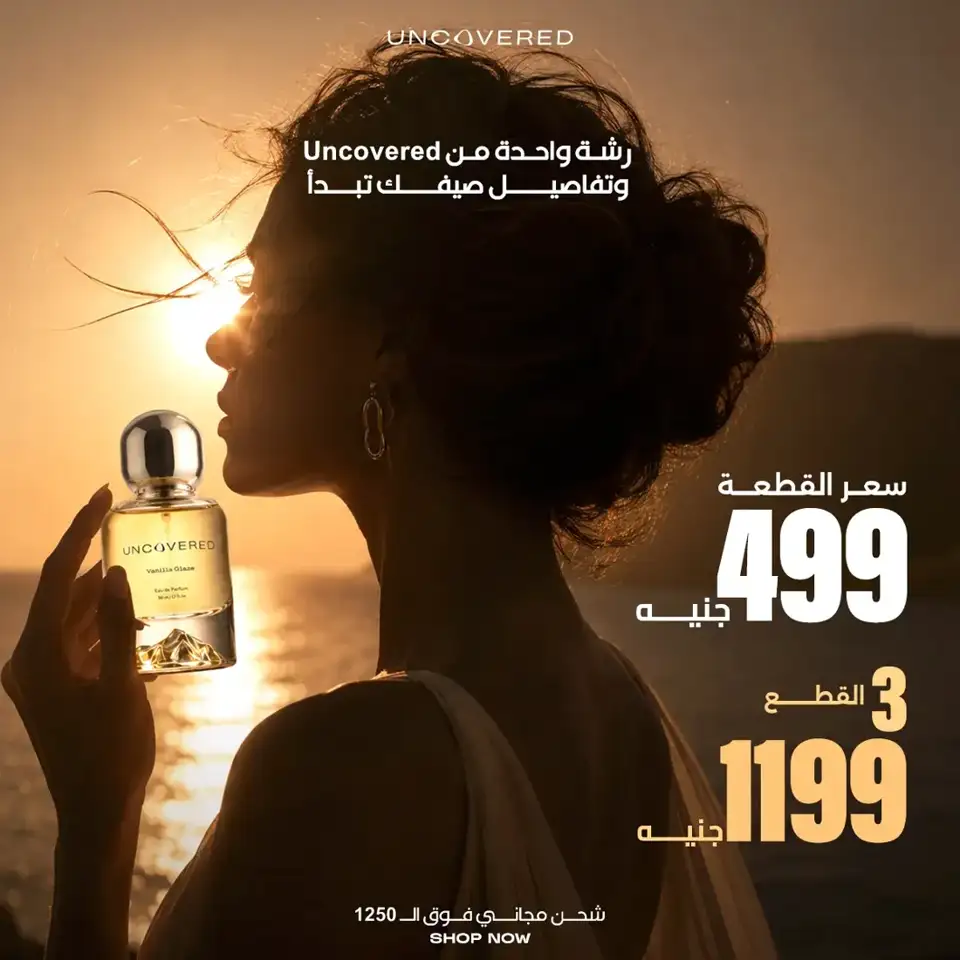 UNCOVERED
رشة واحدة من Uncovered
وتفاصيل صيفك تبدأ
UNCOVERED
Vanilla Glaze
Eau de Parfum
سعر القطعة
499 جنيه
3 القطع
1199 جنيه
شحن مجاني فوق الـ 1250
SHOP NOW